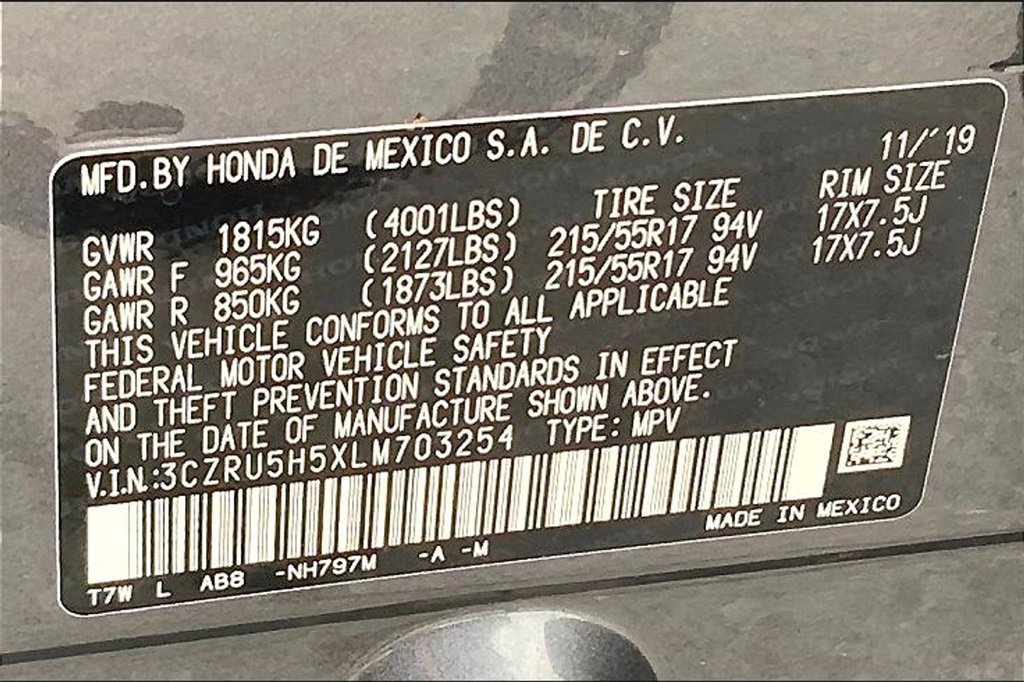 MFD.BY HONDA DE MEXICO S.A. DE C.V.
11/'19
TIRE SIZE RIM SIZE
GVWR 1815KG (4001LBS)
GAWR F 965KG (2127LBS) 215/55R17 94V 17X7.5J
GAWR R 850KG (1873LBS) 215/55R17 94V 17X7.5J
THIS VEHICLE CONFORMS TO ALL APPLICABLE
FEDERAL MOTOR VEHICLE SAFETY
AND THEFT PREVENTION STANDARDS IN EFFECT
ON THE DATE OF MANUFACTURE SHOWN ABOVE.
V.I.N.:3CZRU5H5XLM703254 TYPE:MPV
MADE IN MEXICO
T7W L AB8 -NH797M -A -M